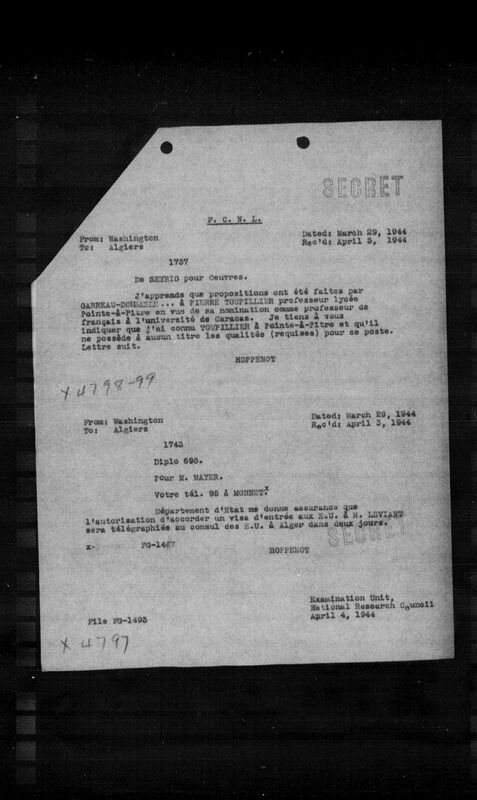 SECRET
F. C. N. L.
From: Washington
To: Algiers
Dated: March 29, 1944
Rec'd: April 3, 1944
1737
De SEYRIG pour Oeuvres.
J'apprends que propositions ont été faites par
GARREAU-DOMBASLE... à PIERRE TOUPILLIER professeur lycée
Pointe-à-Pitre en vue de sa nomination comme professeur de
français à l'université de Caracas. Je tiens à vous
indiquer que j'ai connu TOUPILLIER à Pointe-à-Pitre et qu'il
ne possède à aucun titre les qualités (requises) pour ce poste.
Lettre suit.
HOPPENOT
X 4798-99
From: Washington
To: Algiers
Dated: March 29, 1944
Rec'd: April 3, 1944
1743
Diplo 695.
Pour M. MAYER.
Votre tél. 95 à MONNET.x
Département d'Etat me donne assurance que
l'autorisation d'accorder un visa d'entrée aux E.U. à M. LEVIANT
sera télégraphiée au consul des E.U. à Alger dans deux jours.
SECRET
x- FG-1487
HOPPENOT
Examination Unit,
National Research Council
April 4, 1944
File FG-1493
X 4797